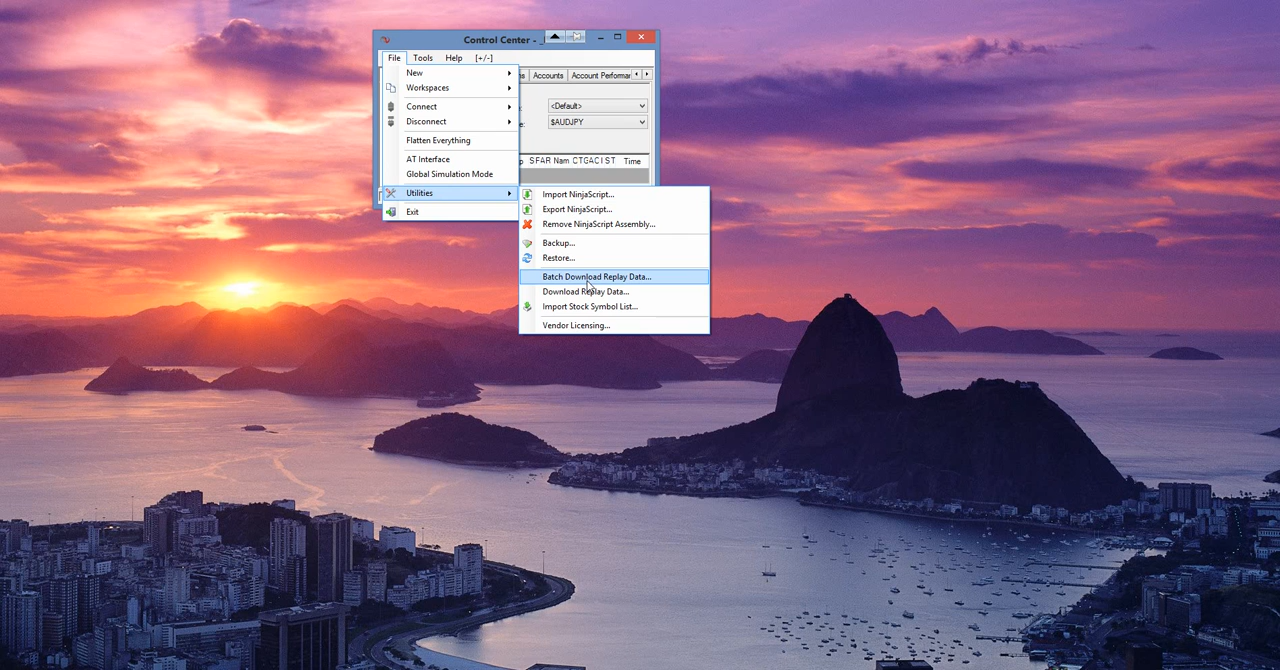 Control Center - _
File Tools Help [+/-]
New
Workspaces
Connect
Disconnect
Flatten Everything
AT Interface
Global Simulation Mode
Utilities
Exit
Accounts Account Performar
<Default>
$AUDJPY
SFAR Nam CTGACIST Time
Import NinjaScript...
Export NinjaScript...
Remove NinjaScript Assembly...
Backup...
Restore...
Batch Download Replay Data...
Download Replay Data...
Import Stock Symbol List...
Vendor Licensing...